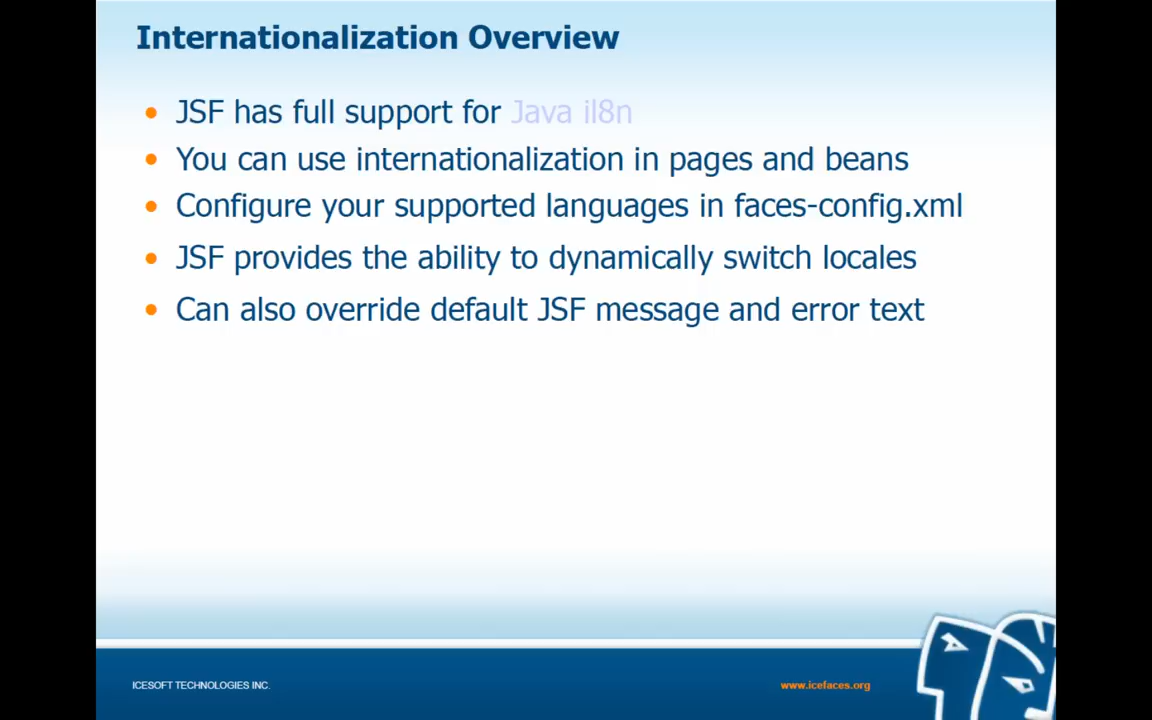 Internationalization Overview
JSF has full support for Java il8n
You can use internationalization in pages and beans
Configure your supported languages in faces-config.xml
JSF provides the ability to dynamically switch locales
Can also override default JSF message and error text
ICESOFT TECHNOLOGIES INC.
www.icefaces.org